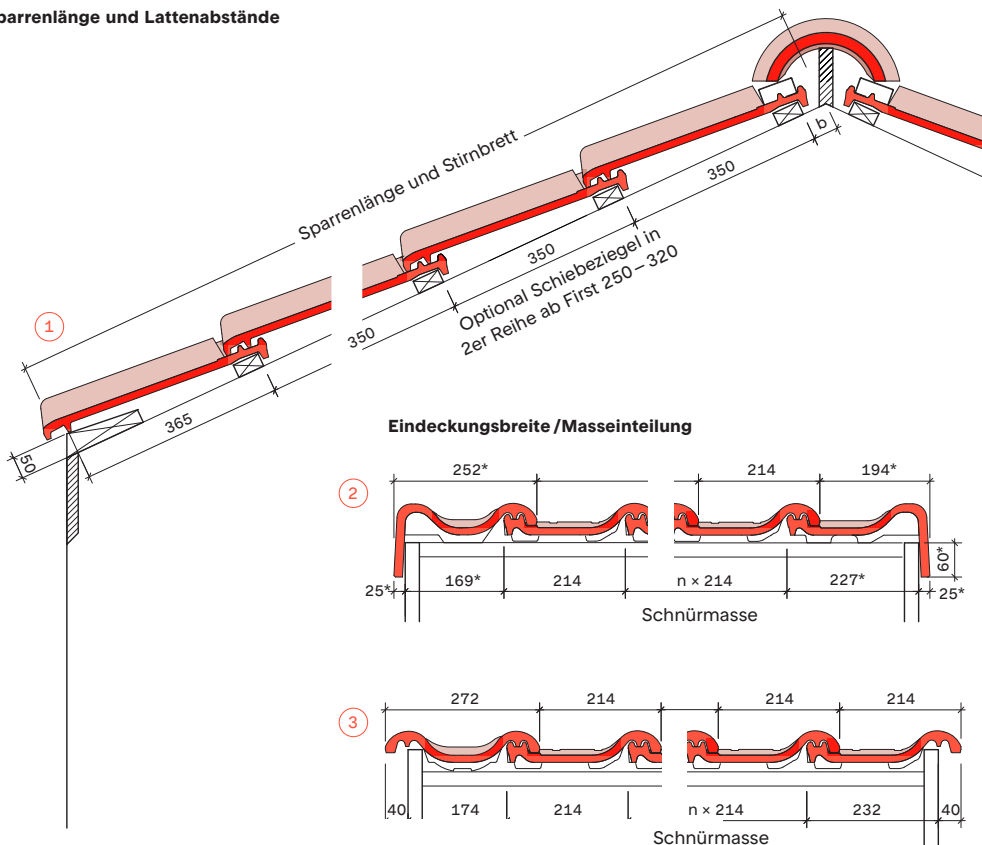 parrenlänge und Lattenabstände
Sparrenlänge und Stirnbrett
b
350
350
Optional Schiebeziegel in
2er Reihe ab First 250 – 320
350
1
365
50
Eindeckungsbreite / Masseinteilung
2
252*
214
194*
60*
25*
169*
214
n × 214
227*
25*
Schnürmasse
3
272
214
214
214
40
174
214
n × 214
232
40
Schnürmasse